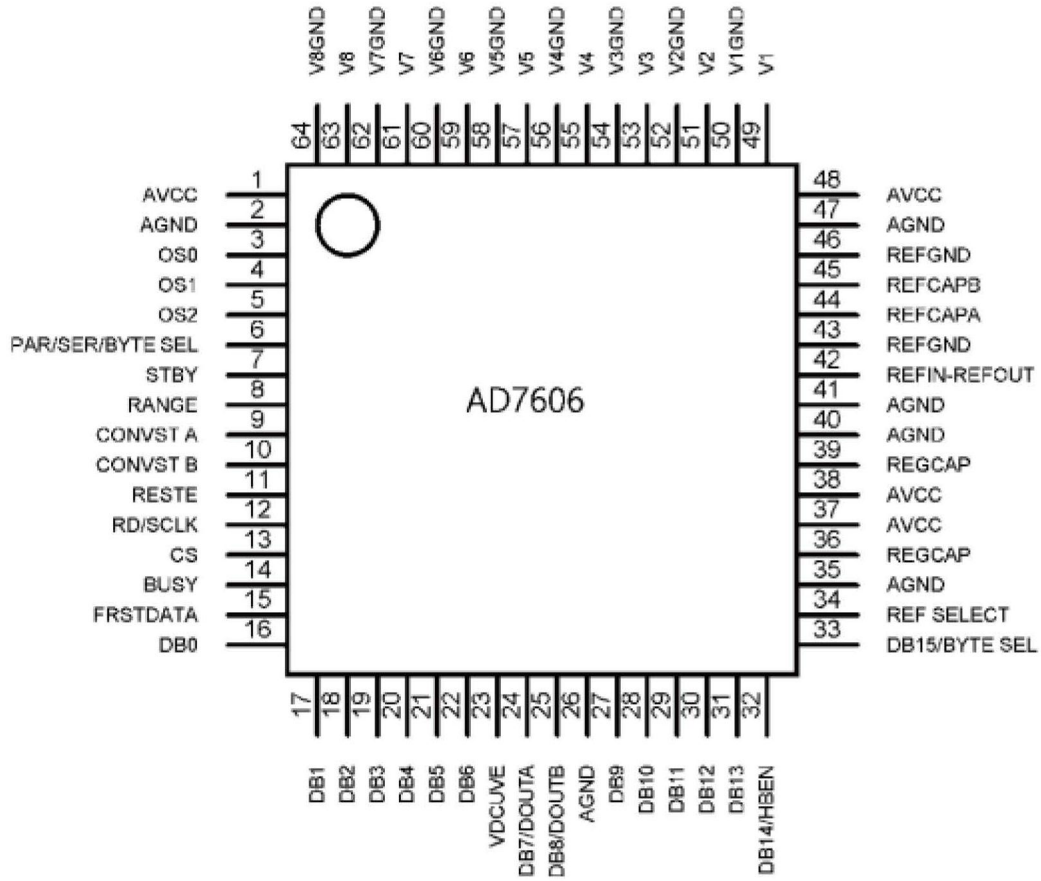 V8GND V8 V7GND V7 V6GND V6 V5GND V5 V4GND V4 V3GND V3 V2GND V2 V1GND V1
64 63 62 61 60 59 58 57 56 55 54 53 52 51 50 49
1 AVCC
2 AGND
3 OS0
4 OS1
5 OS2
6 PAR/SER/BYTE SEL
7 STBY
8 RANGE
9 CONVST A
10 CONVST B
11 RESTE
12 RD/SCLK
13 CS
14 BUSY
15 FRSTDATA
16 DB0
AD7606
48 AVCC
47 AGND
46 REFGND
45 REFCAPB
44 REFCAPA
43 REFGND
42 REFIN-REFOUT
41 AGND
40 AGND
39 REGCAP
38 AVCC
37 AVCC
36 REGCAP
35 AGND
34 REF SELECT
33 DB15/BYTE SEL
17 18 19 20 21 22 23 24 25 26 27 28 29 30 31 32
DB1 DB2 DB3 DB4 DB5 DB6 VDCUVE DB7/DOUTA DB8/DOUTB AGND DB9 DB10 DB11 DB12 DB13 DB14/HBEN